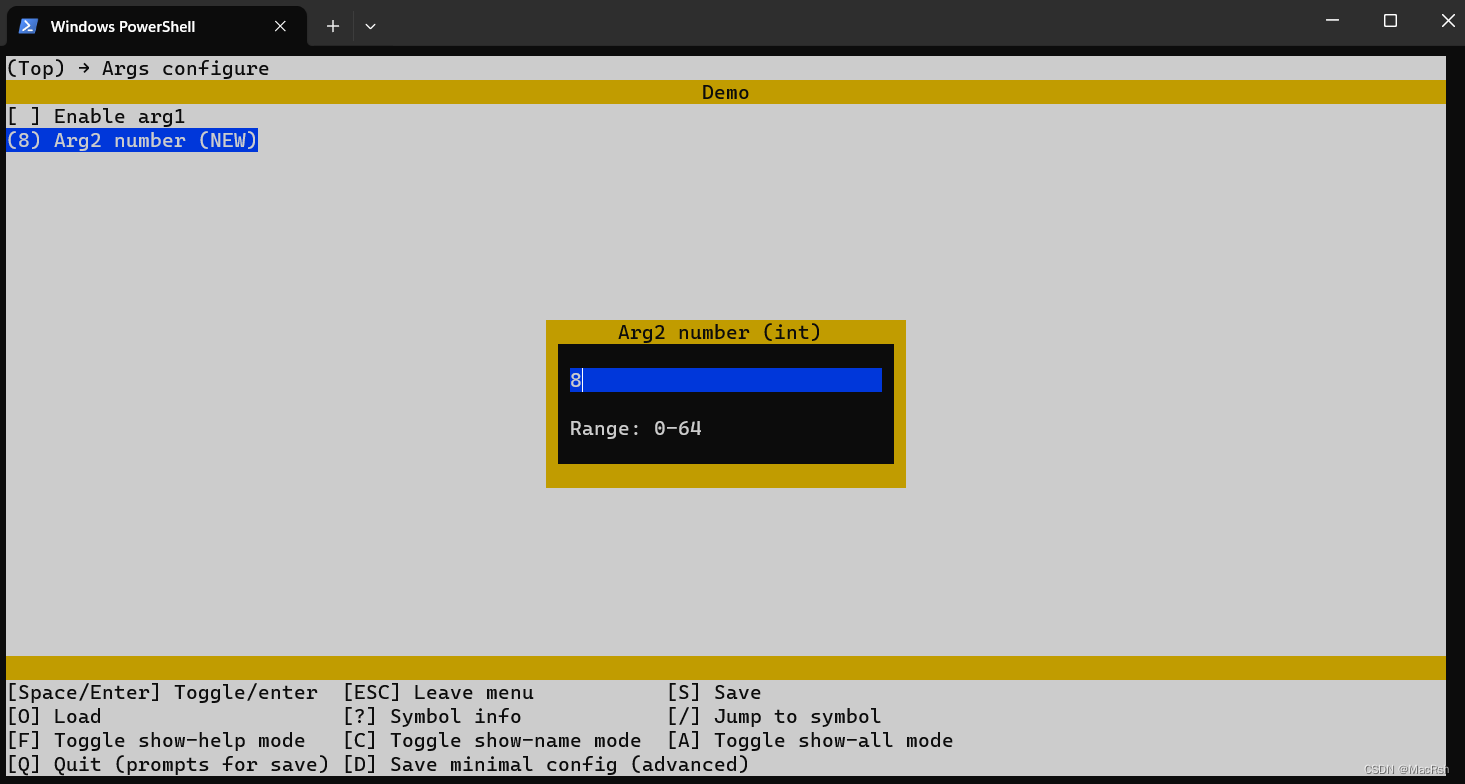 Windows PowerShell
(Top) → Args configure
Demo
[ ] Enable arg1
(8) Arg2 number (NEW)
Arg2 number (int)
8
Range: 0-64
[Space/Enter] Toggle/enter [ESC] Leave menu [S] Save
[O] Load [?] Symbol info [/] Jump to symbol
[F] Toggle show-help mode [C] Toggle show-name mode [A] Toggle show-all mode
[Q] Quit (prompts for save) [D] Save minimal config (advanced)
CSDN @MacRsh